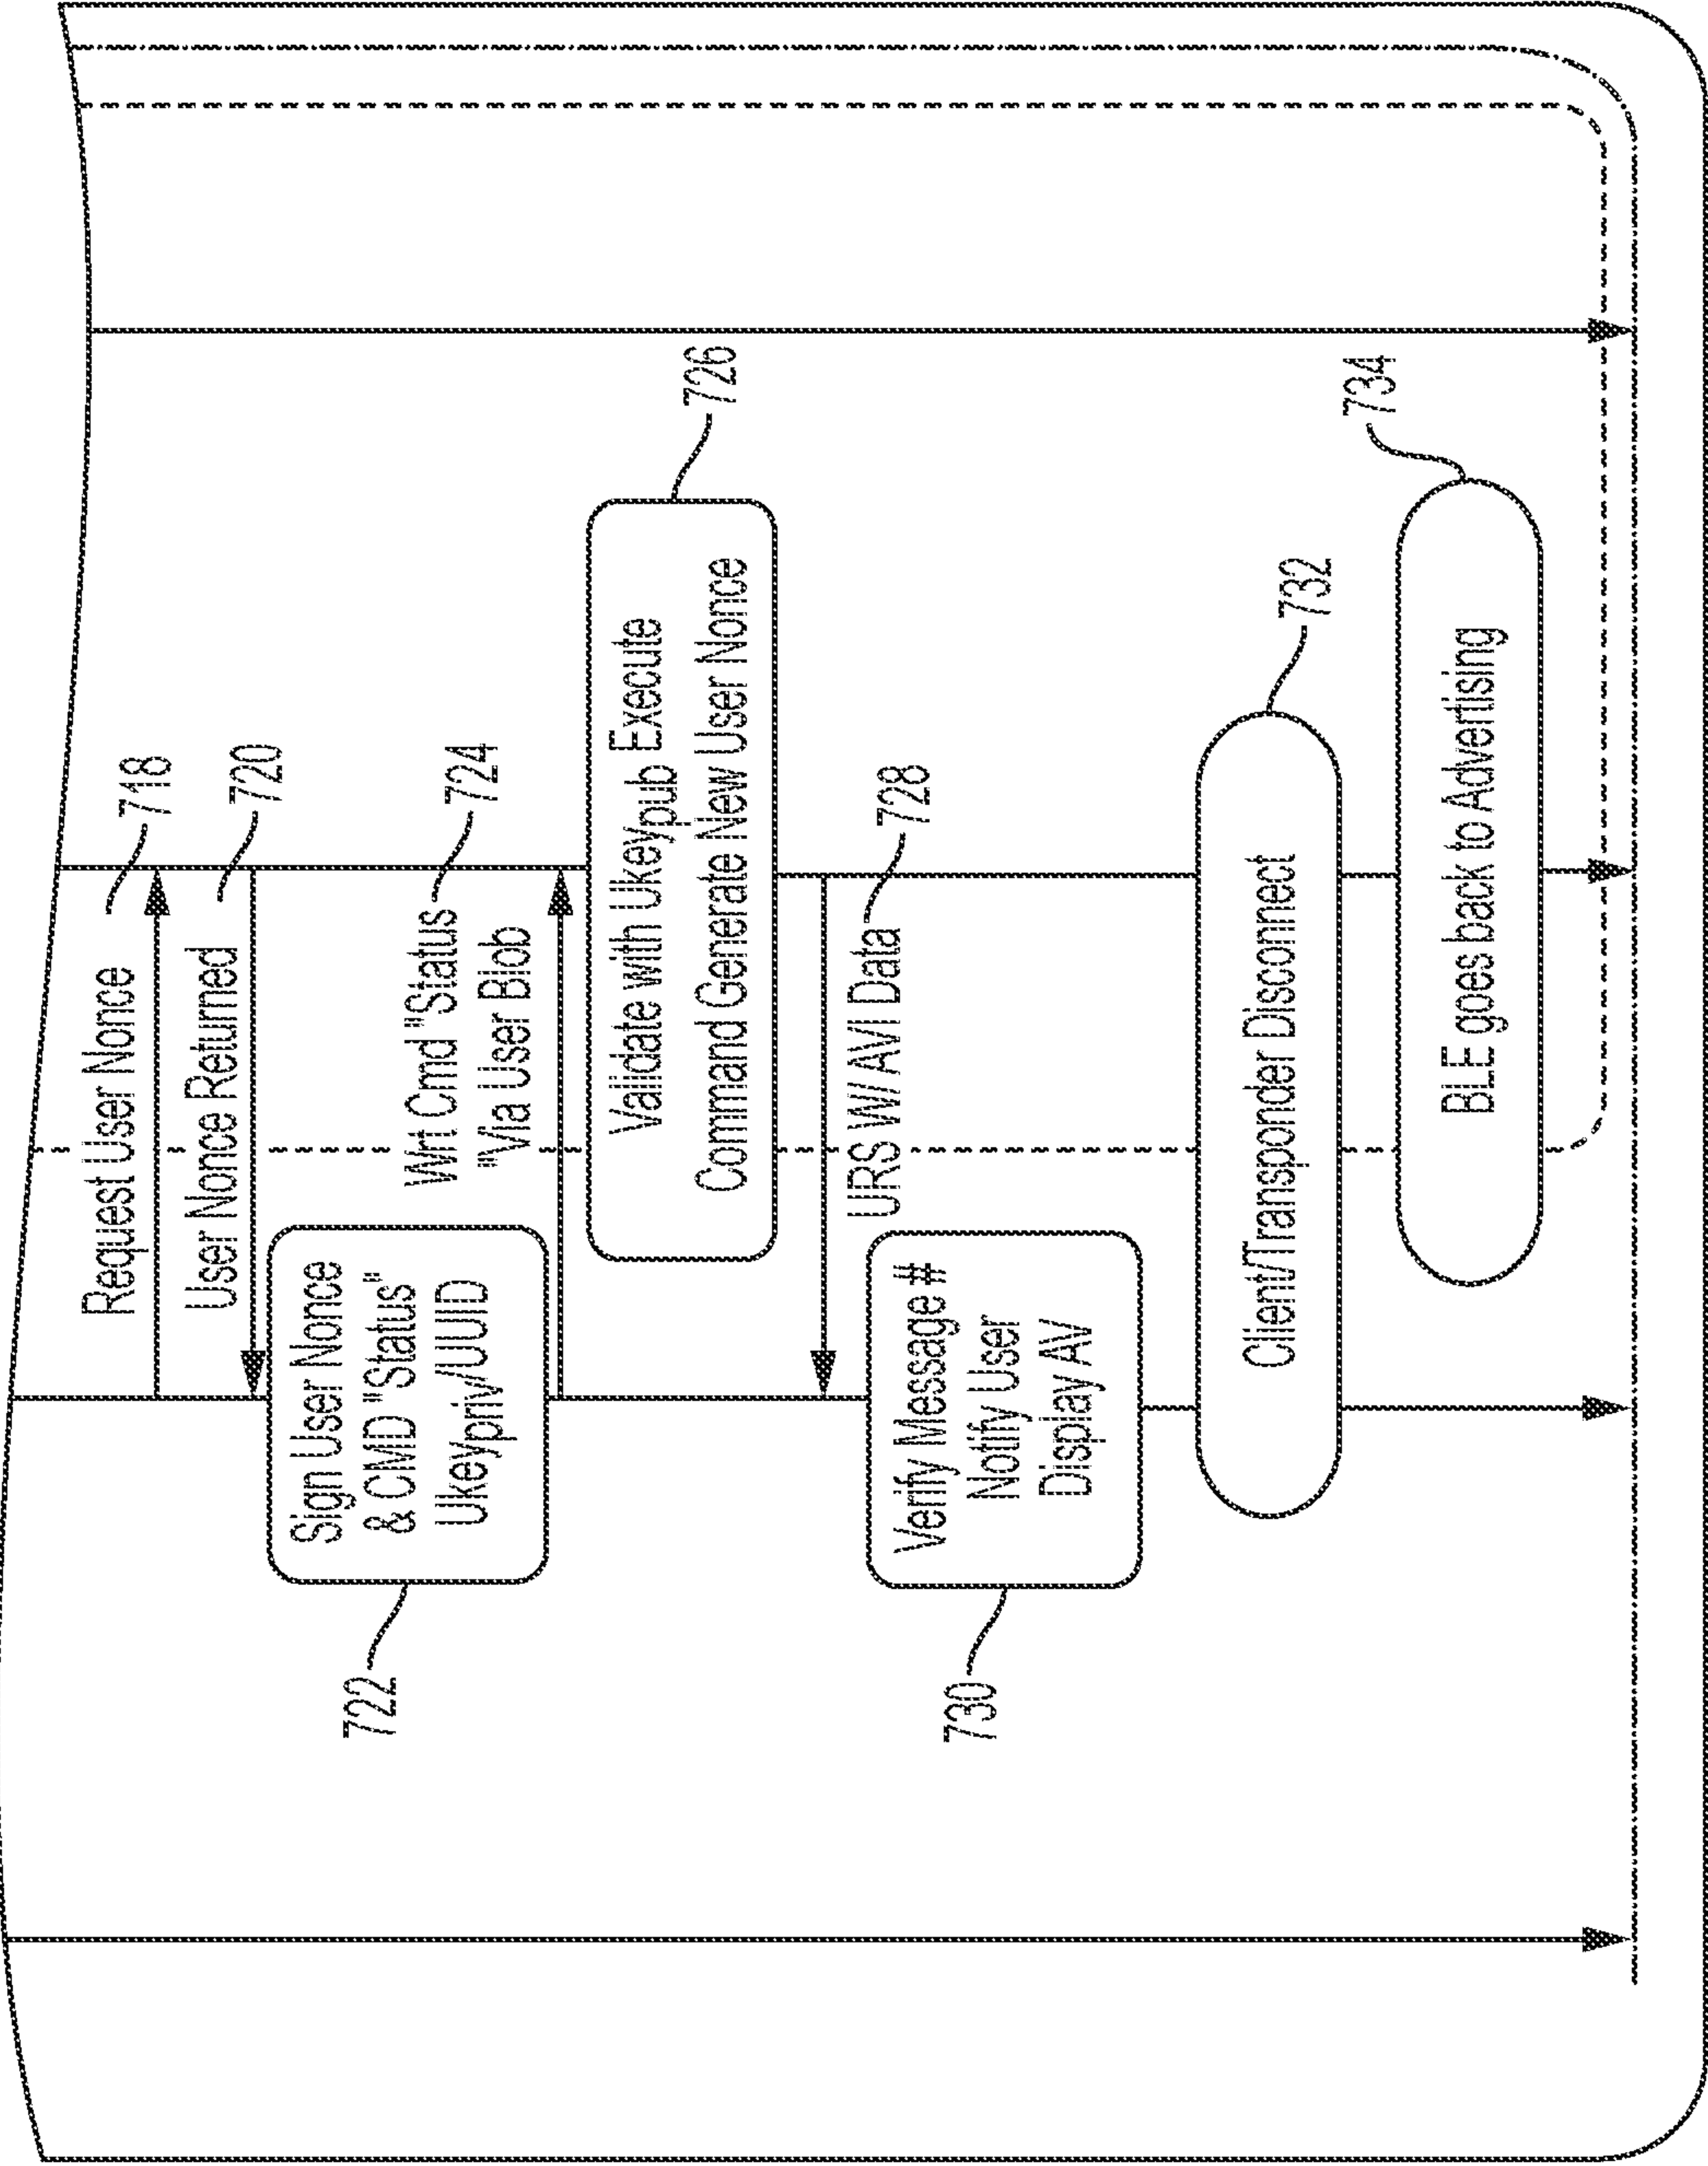 Request User Nonce
718
User Nonce Returned
720
Sign User Nonce
& CMD "Status"
Ukeypriv/UUID
722
Wrt Cmd "Status
"Via User Blob
724
Validate with Ukeypub Execute
Command Generate New User Nonce
726
URS W/ AVI Data
728
Verify Message #
Notify User
Display AV
730
Client/Transponder Disconnect
732
BLE goes back to Advertising
734